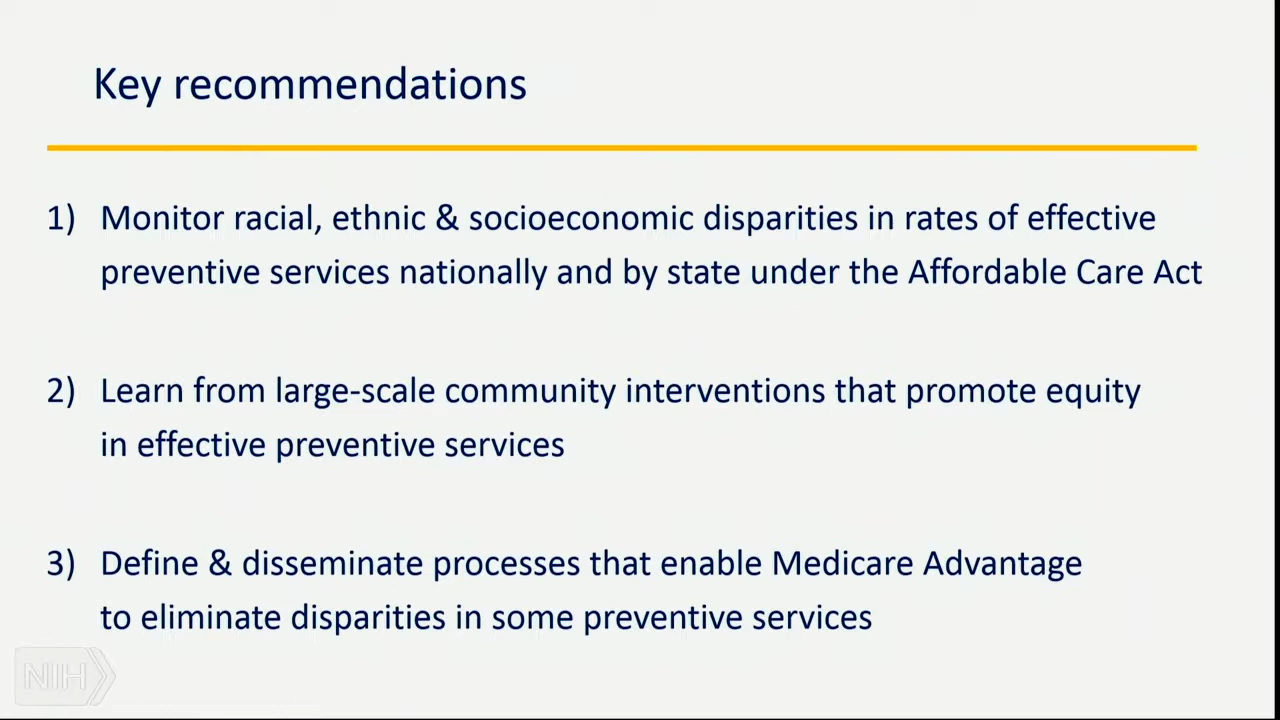 Key recommendations
1) Monitor racial, ethnic & socioeconomic disparities in rates of effective
preventive services nationally and by state under the Affordable Care Act
2) Learn from large-scale community interventions that promote equity
in effective preventive services
3) Define & disseminate processes that enable Medicare Advantage
to eliminate disparities in some preventive services
NIH